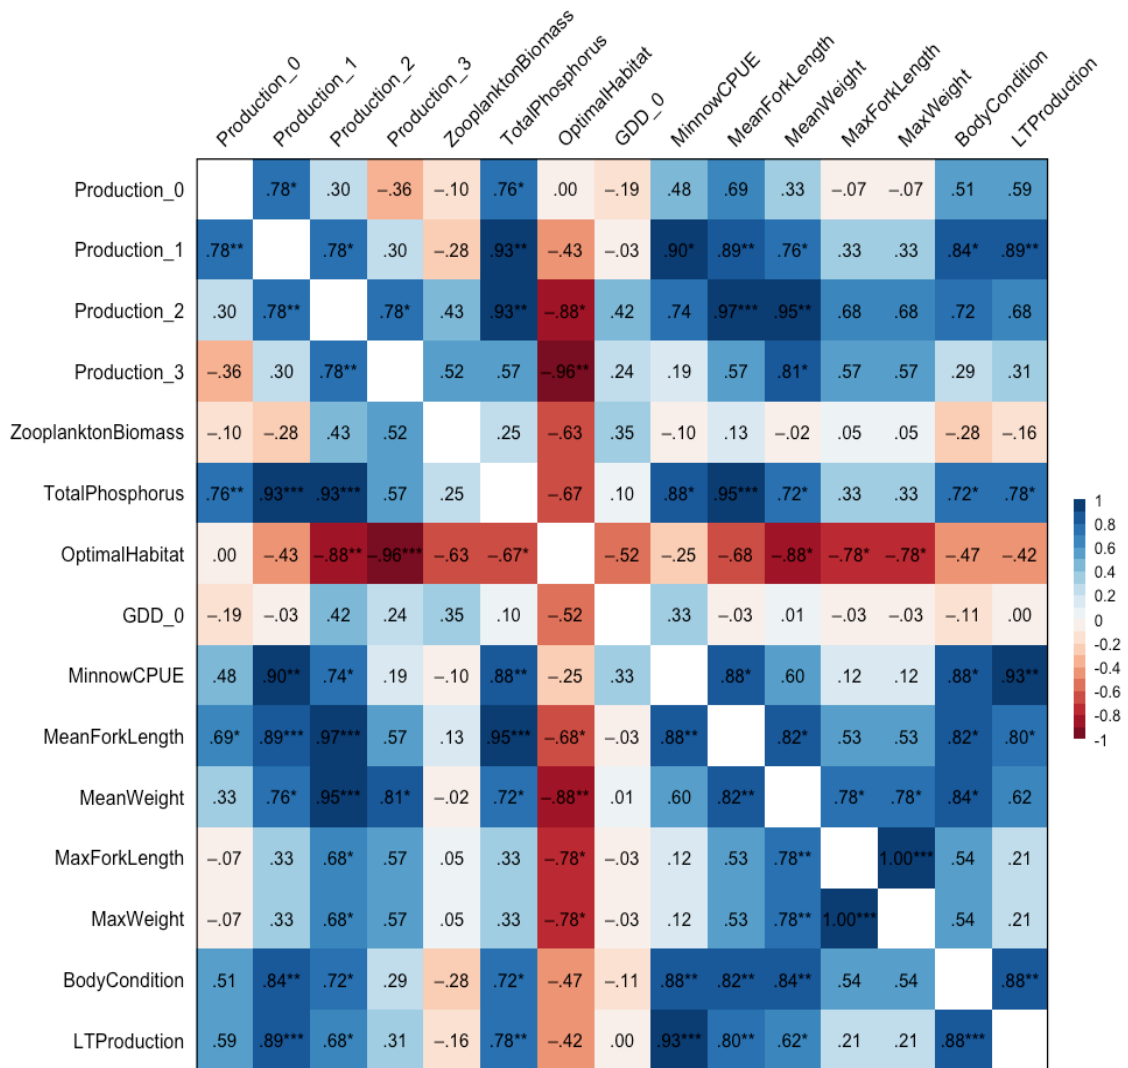 Production_0 Production_1 Production_2 Production_3 ZooplanktonBiomass TotalPhosphorus OptimalHabitat GDD_0 MinnowCPUE MeanForkLength MeanWeight MaxForkLength MaxWeight BodyCondition LTProduction
Production_0 .78* .30 −.36 −.10 .76* .00 −.19 .48 .69 .33 −.07 −.07 .51 .59
Production_1 .78** .78* .30 −.28 .93** −.43 −.03 .90* .89** .76* .33 .33 .84* .89**
Production_2 .30 .78** .78* .43 .93** −.88* .42 .74 .97*** .95** .68 .68 .72 .68
Production_3 −.36 .30 .78** .52 .57 −.96** .24 .19 .57 .81* .57 .57 .29 .31
ZooplanktonBiomass −.10 −.28 .43 .52 .25 −.63 .35 −.10 .13 −.02 .05 .05 −.28 −.16
TotalPhosphorus .76** .93*** .93*** .57 .25 −.67 .10 .88* .95*** .72* .33 .33 .72* .78*
OptimalHabitat .00 −.43 −.88** −.96*** −.63 −.67* −.52 −.25 −.68 −.88* −.78* −.78* −.47 −.42
GDD_0 −.19 −.03 .42 .24 .35 .10 −.52 .33 −.03 .01 −.03 −.03 −.11 .00
MinnowCPUE .48 .90** .74* .19 −.10 .88** −.25 .33 .88* .60 .12 .12 .88* .93**
MeanForkLength .69* .89*** .97*** .57 .13 .95*** −.68* −.03 .88** .82* .53 .53 .82* .80*
MeanWeight .33 .76* .95*** .81* −.02 .72* −.88** .01 .60 .82** .78* .78* .84* .62
MaxForkLength −.07 .33 .68* .57 .05 .33 −.78* −.03 .12 .53 .78** 1.00*** .54 .21
MaxWeight −.07 .33 .68* .57 .05 .33 −.78* −.03 .12 .53 .78** 1.00*** .54 .21
BodyCondition .51 .84** .72* .29 −.28 .72* −.47 −.11 .88** .82** .84** .54 .54 .88**
LTProduction .59 .89*** .68* .31 −.16 .78** −.42 .00 .93*** .80** .62* .21 .21 .88***
1
0.8
0.6
0.4
0.2
0
-0.2
-0.4
-0.6
-0.8
-1